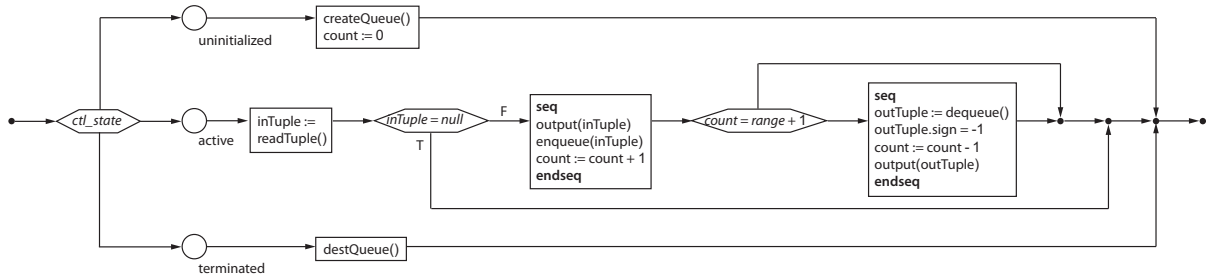 createQueue()
count := 0
uninitialized
ctl_state
active
inTuple :=
readTuple()
inTuple = null
F
T
seq
output(inTuple)
enqueue(inTuple)
count := count + 1
endseq
count = range + 1
seq
outTuple := dequeue()
outTuple.sign = -1
count := count - 1
output(outTuple)
endseq
terminated
destQueue()